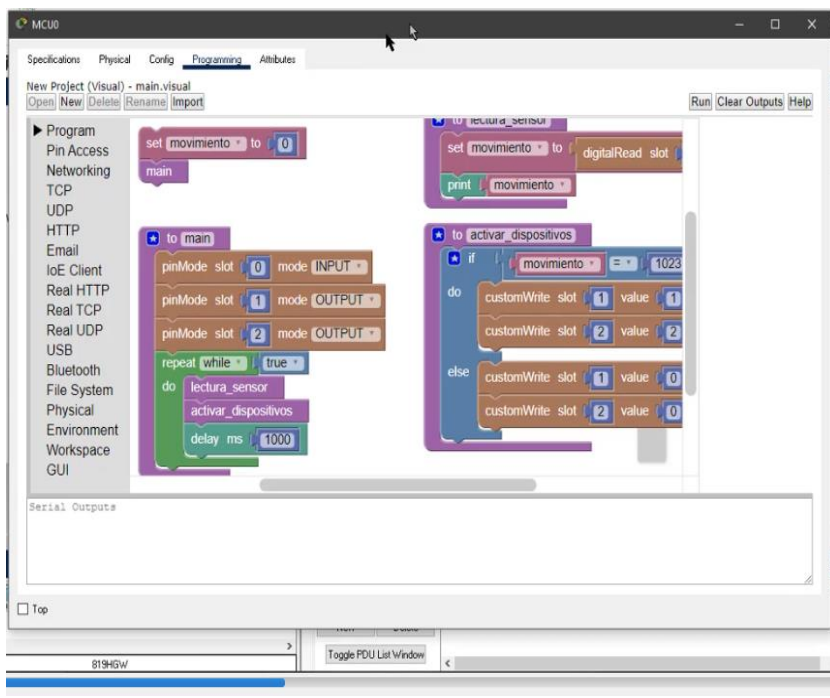 MCU0
Specifications Physical Config Programming Attributes
New Project (Visual) - main.visual
Open New Delete Rename Import
Run Clear Outputs Help
Program
Pin Access
Networking
TCP
UDP
HTTP
Email
IoE Client
Real HTTP
Real TCP
Real UDP
USB
Bluetooth
File System
Physical
Environment
Workspace
GUI
set movimiento to 0
main
to main
pinMode slot 0 mode INPUT
pinMode slot 1 mode OUTPUT
pinMode slot 2 mode OUTPUT
repeat while true
do lectura_sensor
activar_dispositivos
delay ms 1000
to lectura_sensor
set movimiento to digitalRead slot
print movimiento
to activar_dispositivos
if movimiento = 1023
do customWrite slot 1 value 1
customWrite slot 2 value 2
else customWrite slot 1 value 0
customWrite slot 2 value 0
Serial Outputs
Top
Toggle PDU List Window
819HGW